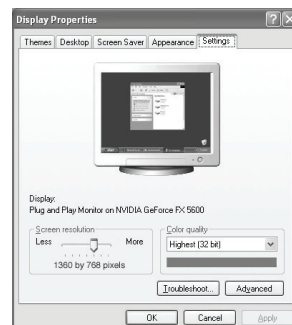 Display Properties
Themes Desktop Screen Saver Appearance Settings
Display:
Plug and Play Monitor on NVIDIA GeForce FX 5600
Screen resolution
Less More
1360 by 768 pixels
Color quality
Highest (32 bit)
Troubleshoot... Advanced
OK Cancel Apply